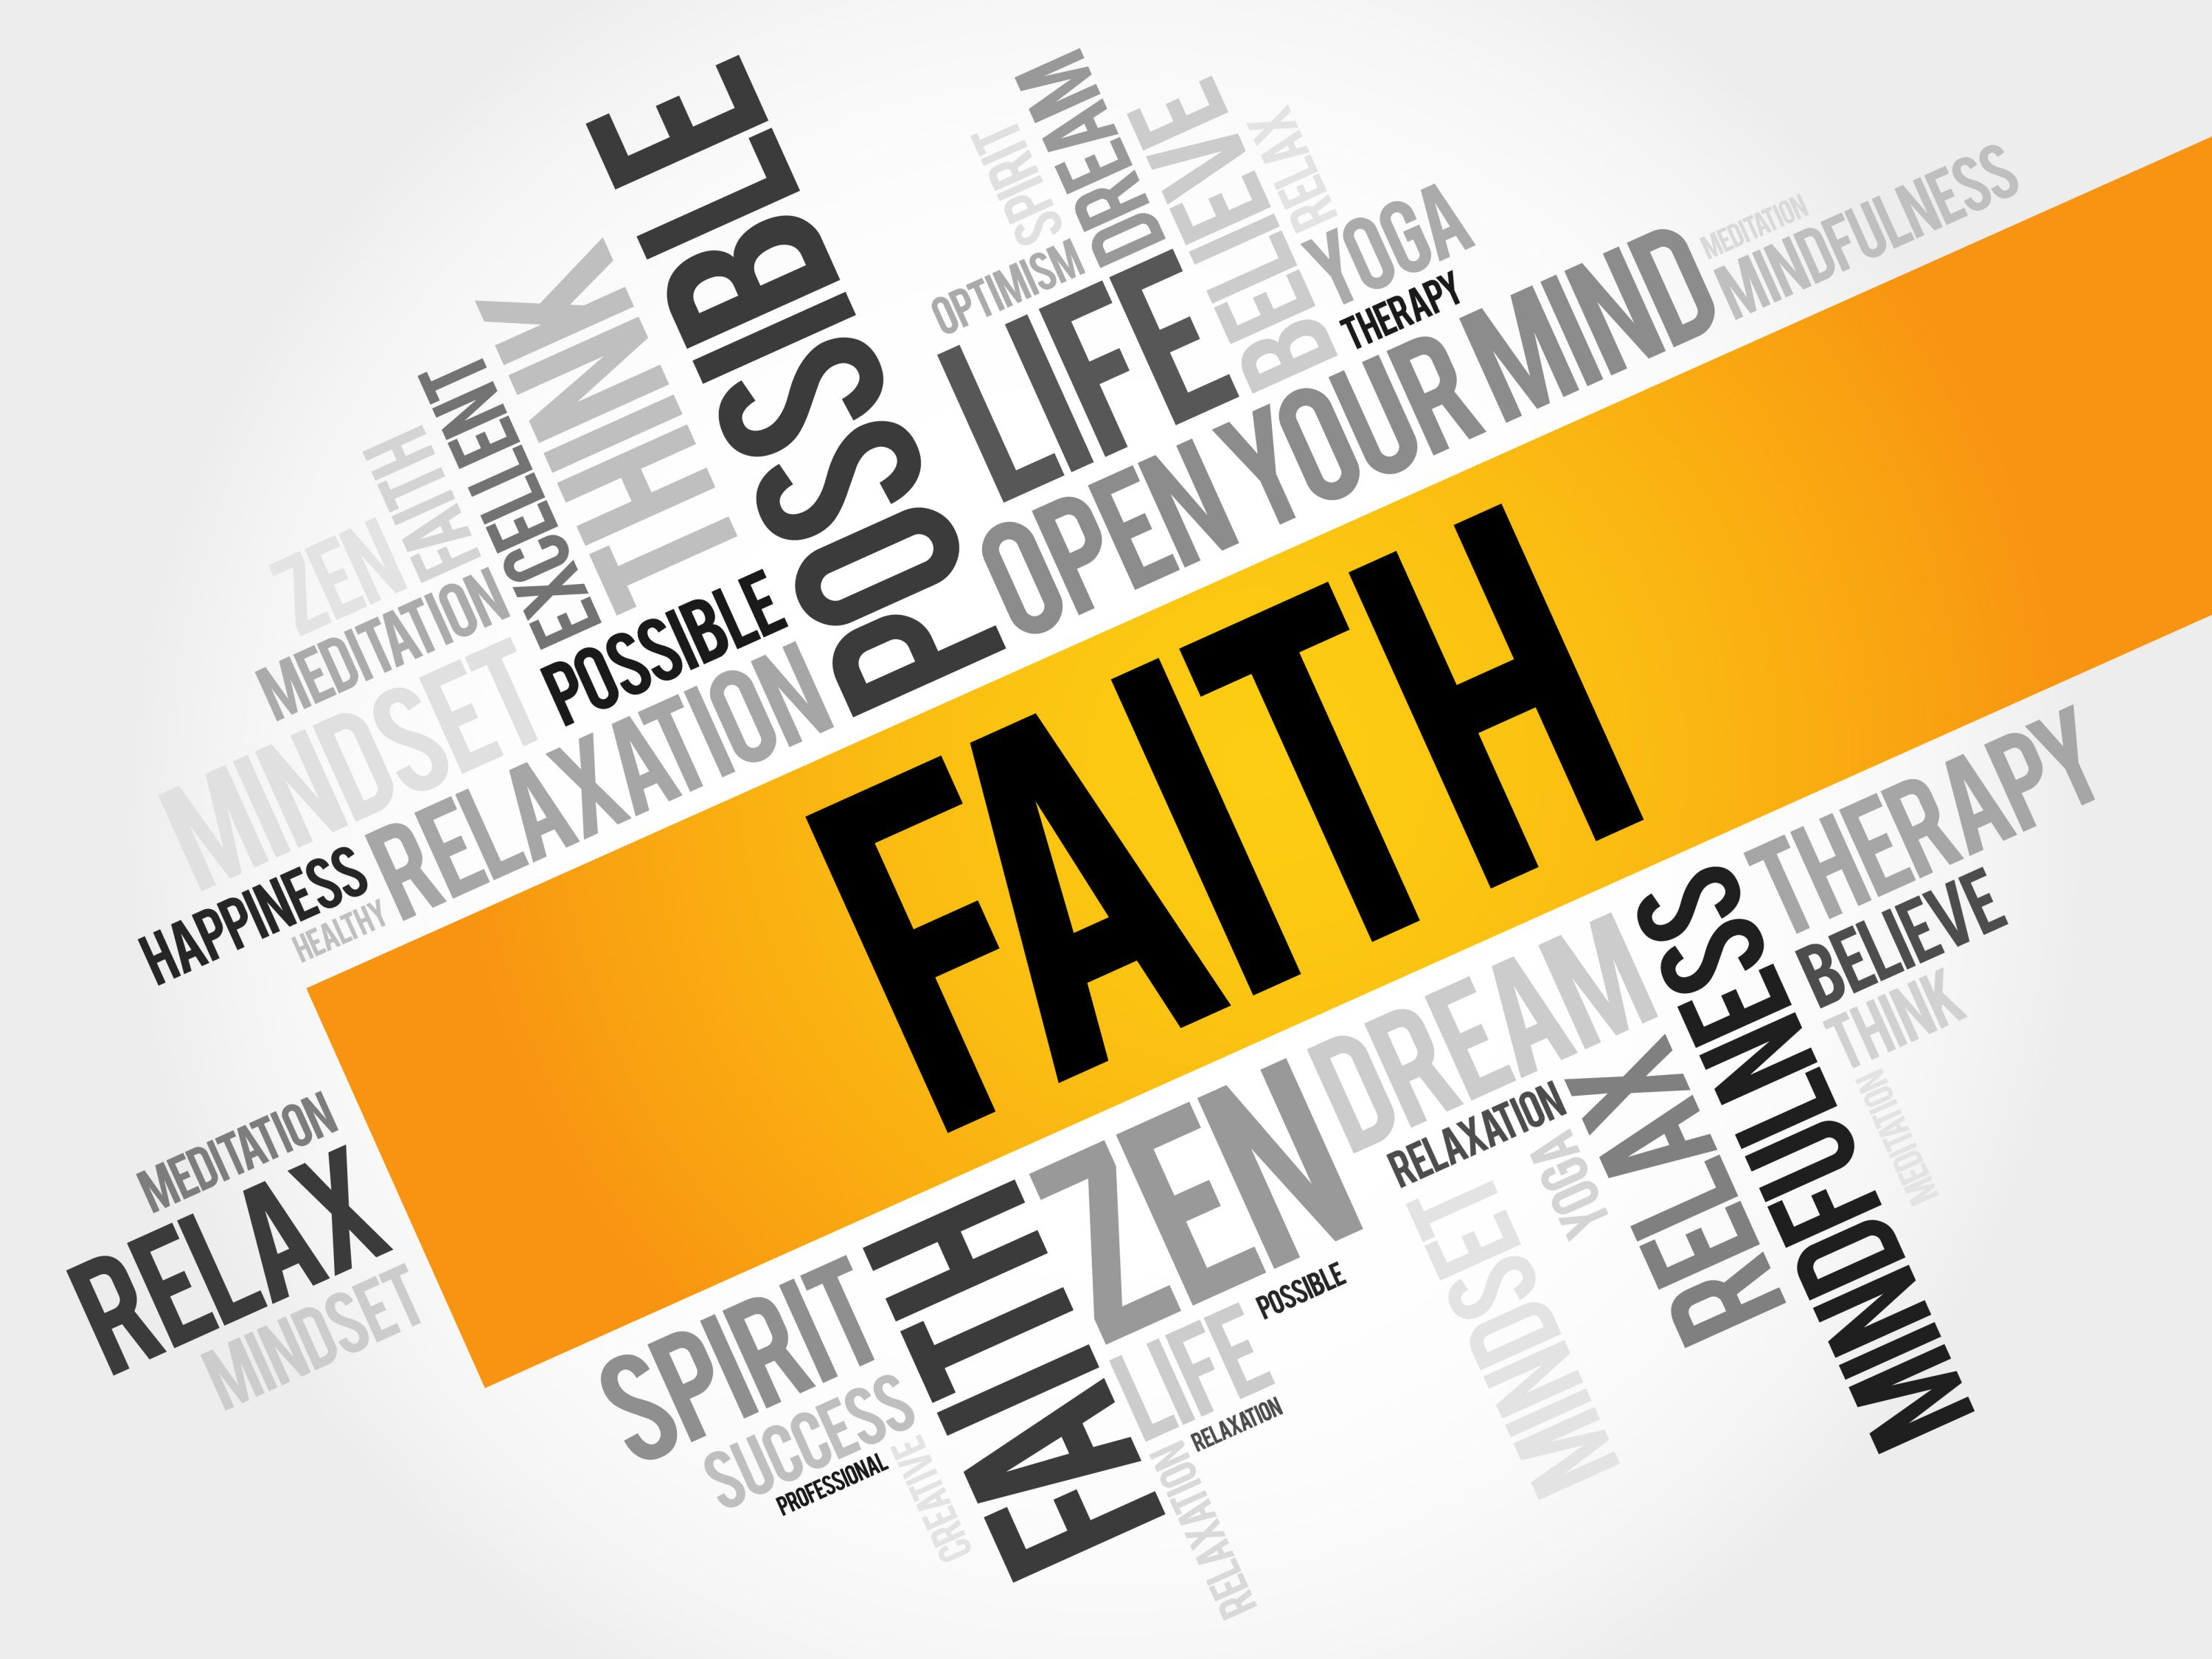 POSSIBLE
SPIRIT
DREAM
BELIEVE
RELAX
OPTIMISM
LIFE
YOGA
THERAPY
MEDITATION
MINDFULNESS
OPEN YOUR MIND
THINK
EXCELLENT
FAITH
ZEN
MEDITATION
POSSIBLE
MINDSET
RELAXATION
HAPPINESS
HEALTHY
FAITH
THERAPY
BELIEVE
THINK
MEDITATION
MINDFULNESS
RELAX
DREAM
RELAXATION
YOGA
MINDSET
ZEN
POSSIBLE
LIFE
RELAXATION
RELAXATION
FAITH
SPIRIT
SUCCESS
PROFESSIONAL
CREATIVE
MEDITATION
RELAX
MINDSET